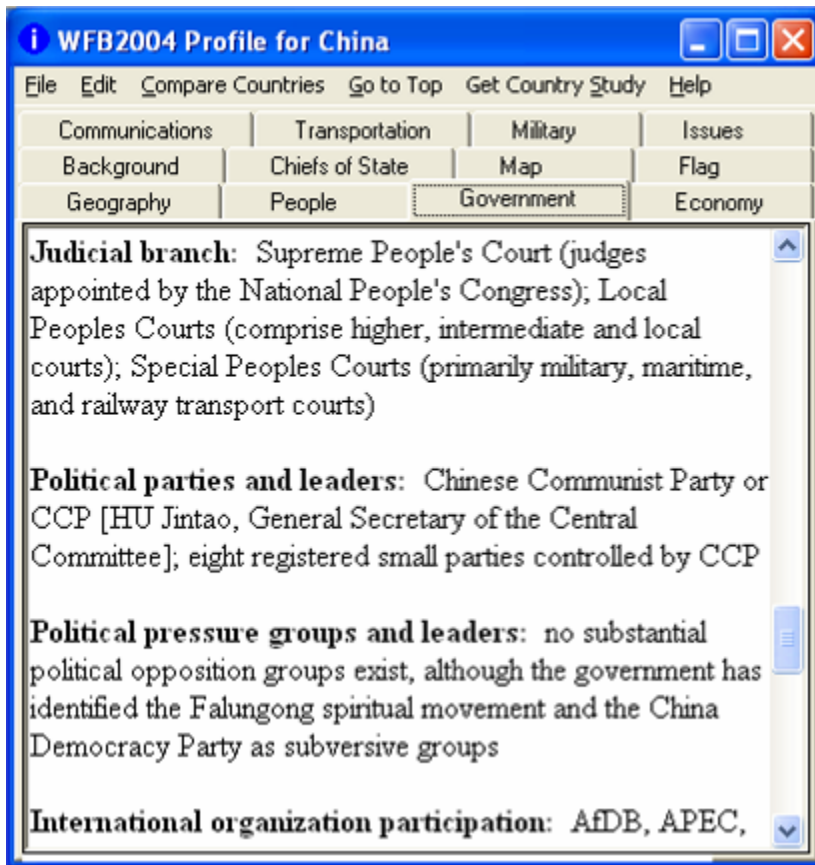 WFB2004 Profile for China
File Edit Compare Countries Go to Top Get Country Study Help
Communications Transportation Military Issues
Background Chiefs of State Map Flag
Geography People Government Economy
Judicial branch: Supreme People's Court (judges
appointed by the National People's Congress); Local
Peoples Courts (comprise higher, intermediate and local
courts); Special Peoples Courts (primarily military, maritime,
and railway transport courts)
Political parties and leaders: Chinese Communist Party or
CCP [HU Jintao, General Secretary of the Central
Committee]; eight registered small parties controlled by CCP
Political pressure groups and leaders: no substantial
political opposition groups exist, although the government has
identified the Falungong spiritual movement and the China
Democracy Party as subversive groups
International organization participation: AfDB, APEC,